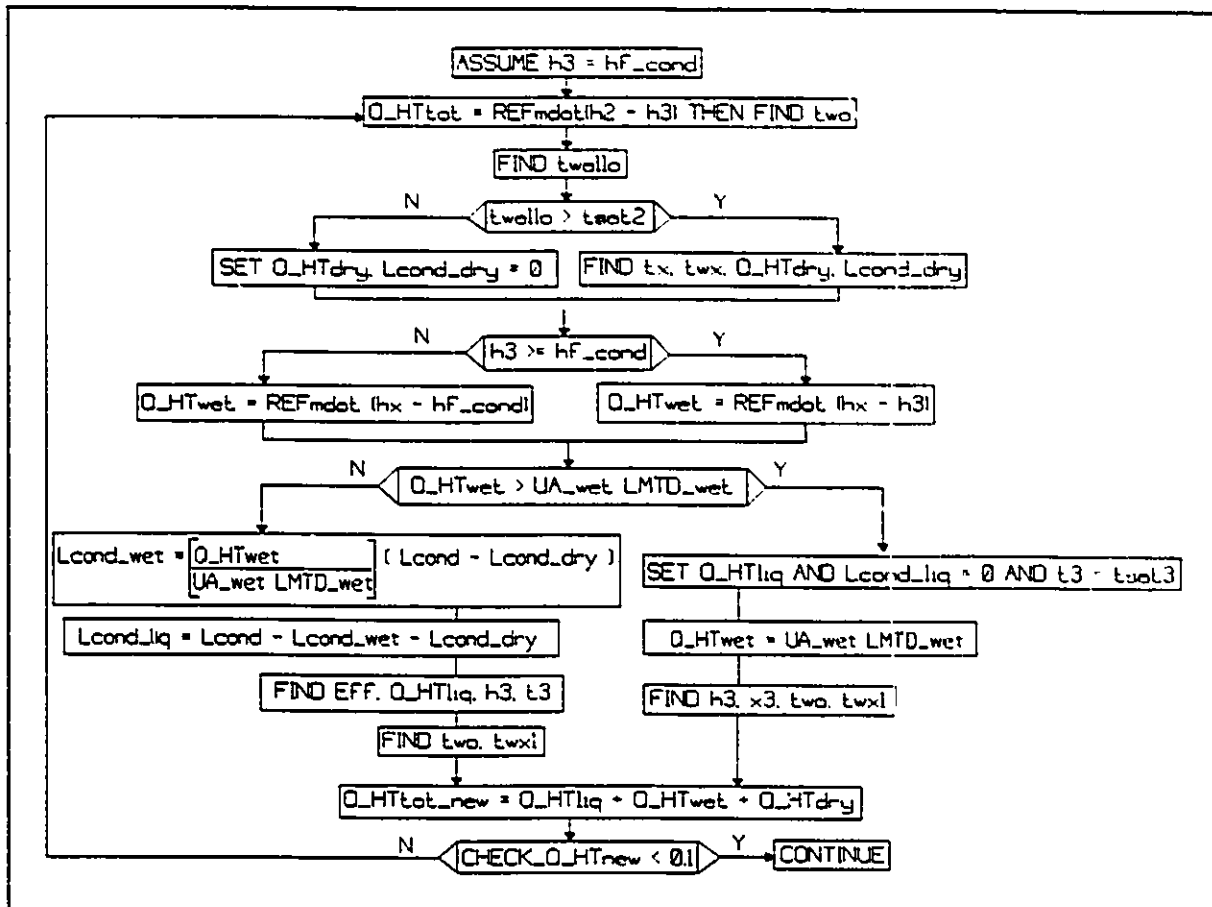 ASSUME h3 = hf_cond
Q_HTtot = REFmdot(h2 - h3) THEN FIND two
FIND twallo
N Y
twallo > tsat2
SET Q_HTdry, Lcond_dry = 0
FIND tx, twx, Q_HTdry, Lcond_dry
N Y
h3 >= hf_cond
Q_HTwet = REFmdot (hx - hf_cond)
Q_HTwet = REFmdot (hx - h3)
N Y
Q_HTwet > UA_wet LMTD_wet
Lcond_wet = [Q_HTwet / UA_wet LMTD_wet] ( Lcond - Lcond_dry )
SET Q_HTliq AND Lcond_liq = 0 AND t3 = tsat3
Lcond_liq = Lcond - Lcond_wet - Lcond_dry
Q_HTwet = UA_wet LMTD_wet
FIND EFF, Q_HTliq, h3, t3
FIND h3, x3, two, twxi
FIND two, twxi
Q_HTtot_new = Q_HTliq + Q_HTwet + Q_HTdry
N Y
CHECK_Q_HTnew < 0.1
CONTINUE